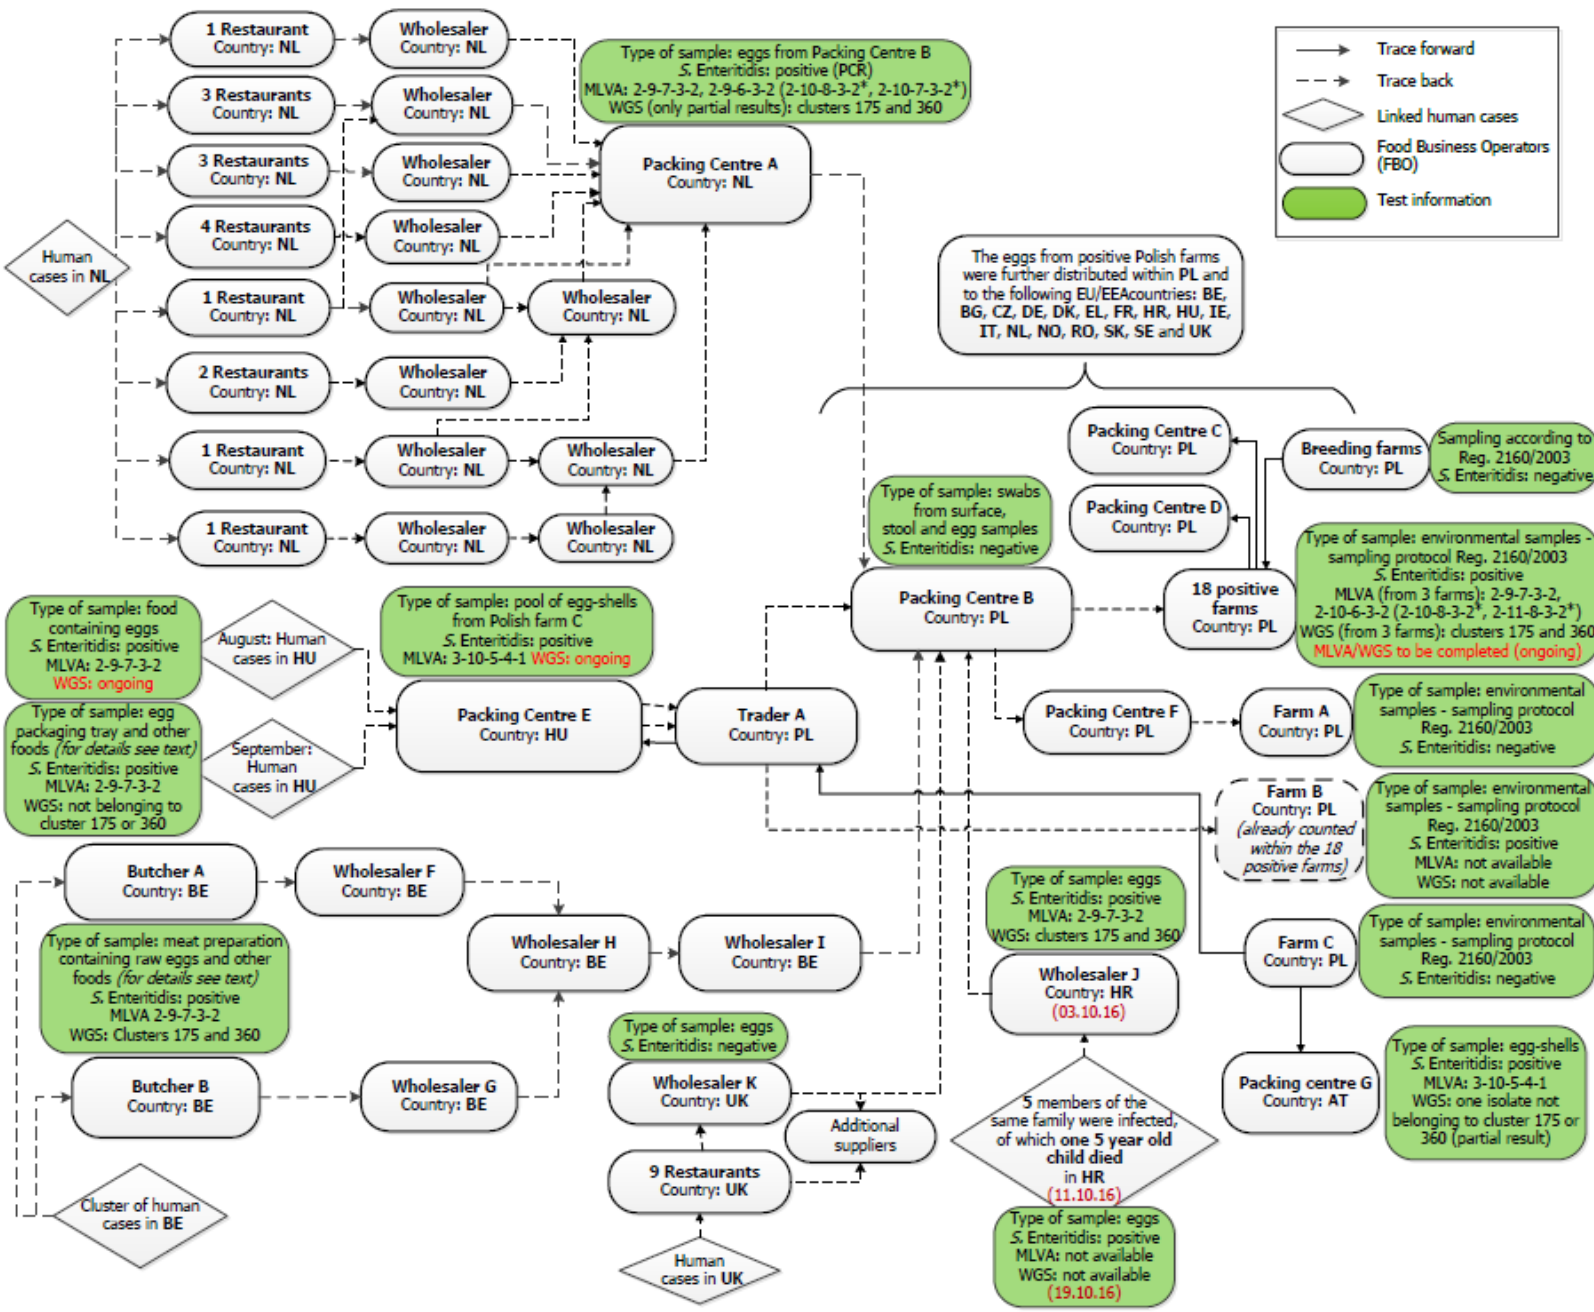 1 Restaurant
Country: NL
Wholesaler
Country: NL
3 Restaurants
Country: NL
Wholesaler
Country: NL
3 Restaurants
Country: NL
Wholesaler
Country: NL
4 Restaurants
Country: NL
Wholesaler
Country: NL
Human
cases in NL
1 Restaurant
Country: NL
Wholesaler
Country: NL
Wholesaler
Country: NL
2 Restaurants
Country: NL
Wholesaler
Country: NL
1 Restaurant
Country: NL
Wholesaler
Country: NL
Wholesaler
Country: NL
1 Restaurant
Country: NL
Wholesaler
Country: NL
Wholesaler
Country: NL
Type of sample: eggs from Packing Centre B
S. Enteritidis: positive (PCR)
MLVA: 2-9-7-3-2, 2-9-6-3-2 (2-10-8-3-2*, 2-10-7-3-2*)
WGS (only partial results): clusters 175 and 360
Packing Centre A
Country: NL
Trace forward
Trace back
Linked human cases
Food Business Operators
(FBO)
Test information
The eggs from positive Polish farms
were further distributed within PL and
to the following EU/EEAcountries: BE,
BG, CZ, DE, DK, EL, FR, HR, HU, IE,
IT, NL, NO, RO, SK, SE and UK
Packing Centre C
Country: PL
Breeding farms
Country: PL
Sampling according to
Reg. 2160/2003
S. Enteritidis: negative
Packing Centre D
Country: PL
Type of sample: swabs
from surface,
stool and egg samples
S. Enteritidis: negative
Packing Centre B
Country: PL
18 positive
farms
Country: PL
Type of sample: environmental samples -
sampling protocol Reg. 2160/2003
S. Enteritidis: positive
MLVA (from 3 farms): 2-9-7-3-2,
2-10-6-3-2 (2-10-8-3-2*, 2-11-8-3-2*)
WGS (from 3 farms): clusters 175 and 360
MLVA/WGS to be completed (ongoing)
Type of sample: food
containing eggs
S. Enteritidis: positive
MLVA: 2-9-7-3-2
WGS: ongoing
August: Human
cases in HU
Type of sample: pool of egg-shells
from Polish farm C
S. Enteritidis: positive
MLVA: 3-10-5-4-1 WGS: ongoing
Packing Centre E
Country: HU
Trader A
Country: PL
Packing Centre F
Country: PL
Farm A
Country: PL
Type of sample: environmental
samples - sampling protocol
Reg. 2160/2003
S. Enteritidis: negative
Type of sample: egg
packaging tray and other
foods (for details see text)
S. Enteritidis: positive
MLVA: 2-9-7-3-2
WGS: not belonging to
cluster 175 or 360
September:
Human
cases in HU
Farm B
Country: PL
(already counted
within the 18
positive farms)
Type of sample: environmental
samples - sampling protocol
Reg. 2160/2003
S. Enteritidis: positive
MLVA: not available
WGS: not available
Butcher A
Country: BE
Wholesaler F
Country: BE
Type of sample: meat preparation
containing raw eggs and other
foods (for details see text)
S. Enteritidis: positive
MLVA 2-9-7-3-2
WGS: Clusters 175 and 360
Wholesaler H
Country: BE
Wholesaler I
Country: BE
Butcher B
Country: BE
Wholesaler G
Country: BE
Cluster of human
cases in BE
Type of sample: eggs
S. Enteritidis: positive
MLVA: 2-9-7-3-2
WGS: clusters 175 and 360
Wholesaler J
Country: HR
(03.10.16)
Farm C
Country: PL
Type of sample: environmental
samples - sampling protocol
Reg. 2160/2003
S. Enteritidis: negative
Type of sample: eggs
S. Enteritidis: negative
Wholesaler K
Country: UK
Additional
suppliers
9 Restaurants
Country: UK
Human
cases in UK
5 members of the
same family were infected,
of which one 5 year old
child died
in HR
(11.10.16)
Type of sample: eggs
S. Enteritidis: positive
MLVA: not available
WGS: not available
(19.10.16)
Packing centre G
Country: AT
Type of sample: egg-shells
S. Enteritidis: positive
MLVA: 3-10-5-4-1
WGS: one isolate not
belonging to cluster 175 or
360 (partial result)